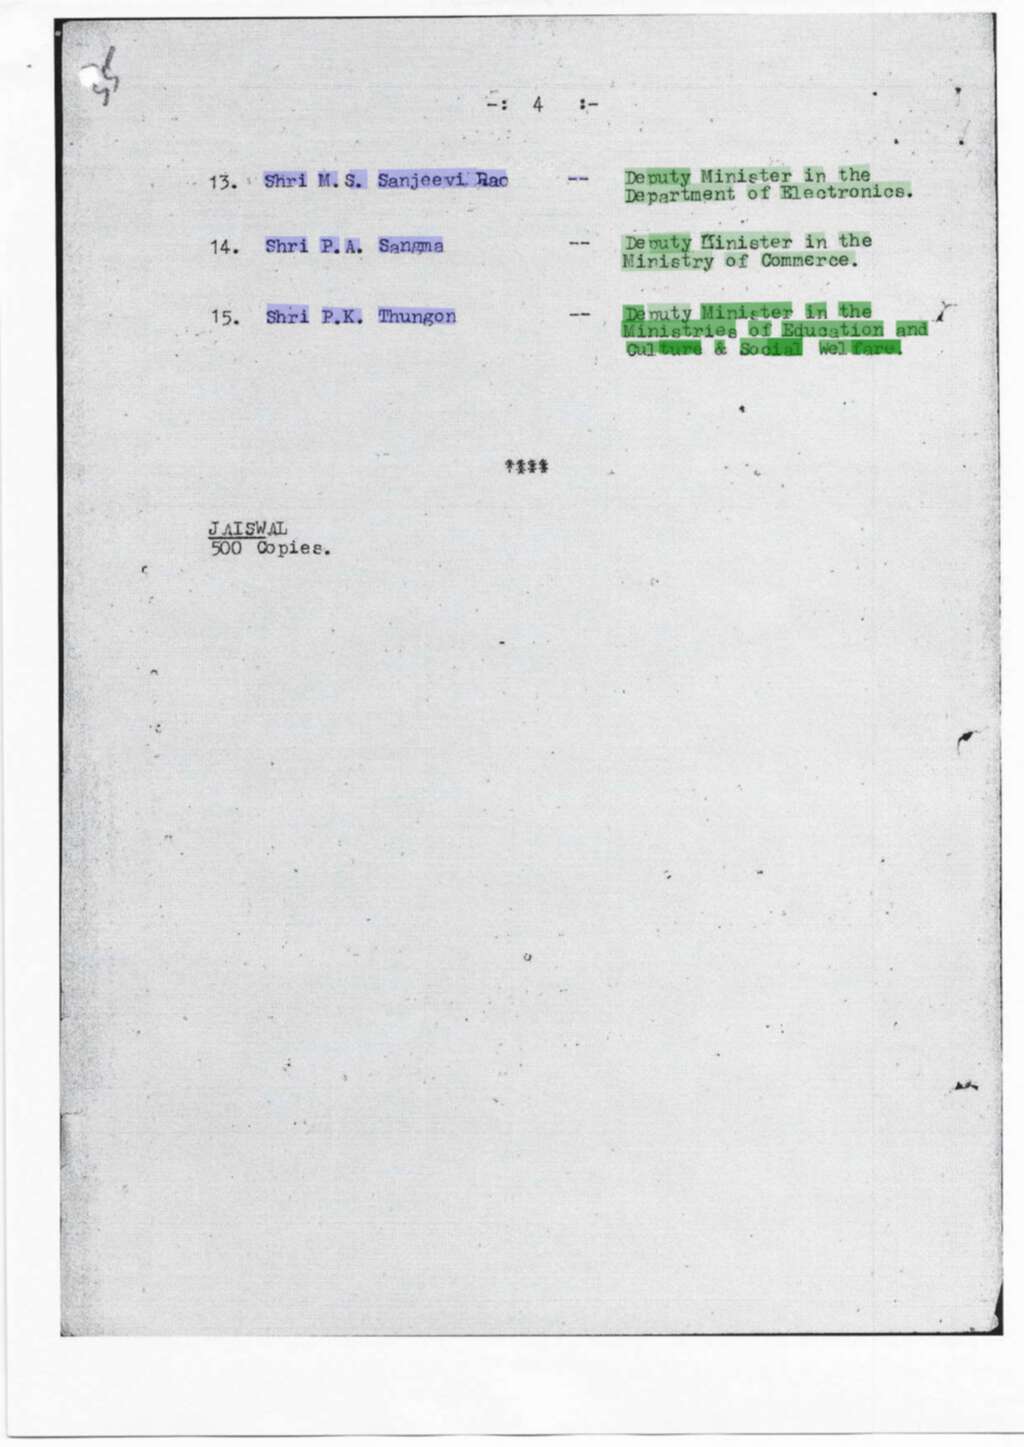 -: 4 :-
13. Shri M.S. Sanjeevi Rao -- Deputy Minister in the
Department of Electronics.
14. Shri P.A. Sangma -- Deputy Minister in the
Ministry of Commerce.
15. Shri P.K. Thungon -- Deputy Minister in the
Ministries of Education and
Culture & Social Welfare.
****
JAISWAL
500 Copies.